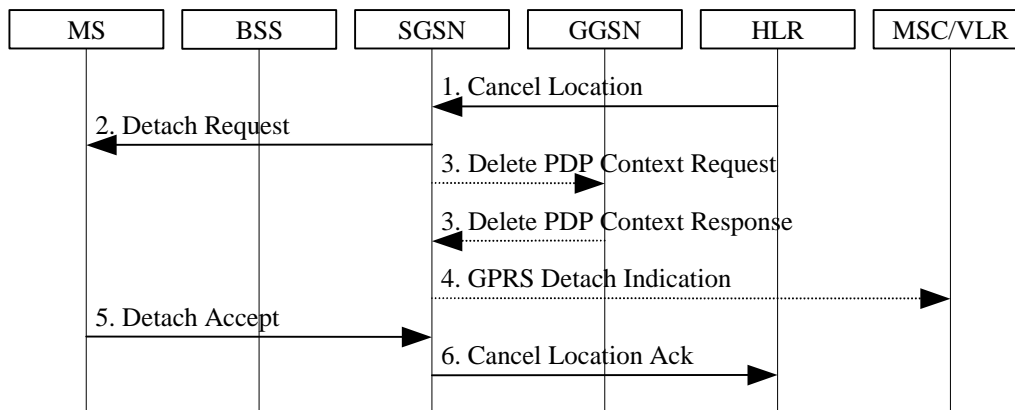 MS
BSS
SGSN
GGSN
HLR
MSC/VLR
1. Cancel Location
2. Detach Request
3. Delete PDP Context Request
3. Delete PDP Context Response
4. GPRS Detach Indication
5. Detach Accept
6. Cancel Location Ack